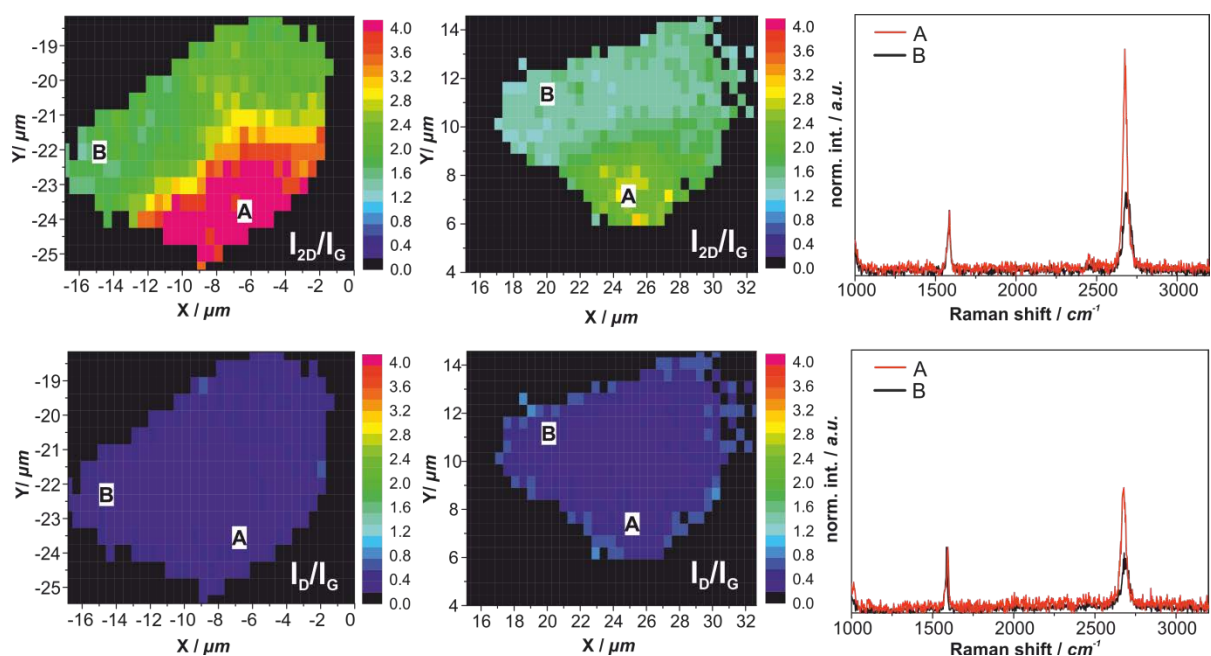 -19
-20
-21
-22
-23
-24
-25
Y/ µm
B
A
I2D/IG
-16 -14 -12 -10 -8 -6 -4 -2 0
X / µm
4.0
3.6
3.2
2.8
2.4
2.0
1.6
1.2
0.8
0.4
0.0
14
12
10
8
6
4
Y/ µm
B
A
I2D/IG
16 18 20 22 24 26 28 30 32
X / µm
4.0
3.6
3.2
2.8
2.4
2.0
1.6
1.2
0.8
0.4
0.0
A
B
norm. int. / a.u.
1000 1500 2000 2500 3000
Raman shift / cm-1
-19
-20
-21
-22
-23
-24
-25
Y/ µm
B
A
ID/IG
-16 -14 -12 -10 -8 -6 -4 -2 0
X / µm
4.0
3.6
3.2
2.8
2.4
2.0
1.6
1.2
0.8
0.4
0.0
14
12
10
8
6
4
Y/ µm
B
A
ID/IG
16 18 20 22 24 26 28 30 32
X / µm
4.0
3.6
3.2
2.8
2.4
2.0
1.6
1.2
0.8
0.4
0.0
A
B
norm. int. / a.u.
1000 1500 2000 2500 3000
Raman shift / cm-1